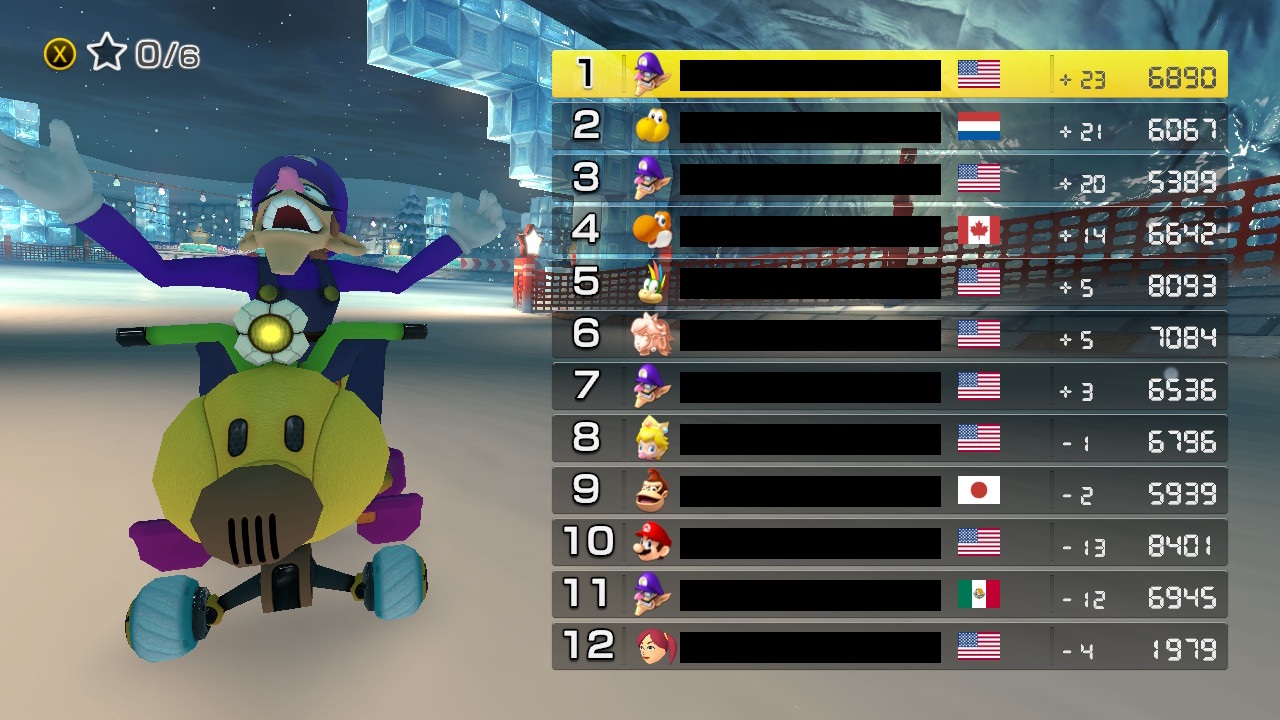 X 0/6
1 + 23 6890
2 + 21 6067
3 + 20 5389
4 + 14 6642
5 + 5 8093
6 + 5 7084
7 + 3 6536
8 - 1 6796
9 - 2 5939
10 - 13 8401
11 - 12 6945
12 - 4 1979